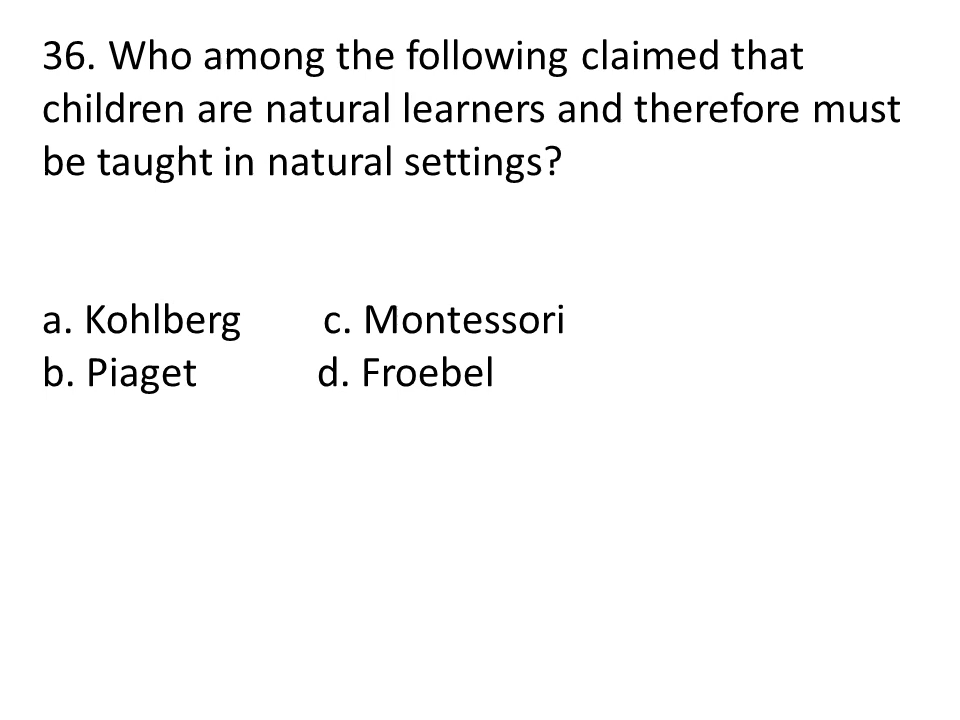 36. Who among the following claimed that
children are natural learners and therefore must
be taught in natural settings?
a. Kohlberg c. Montessori
b. Piaget d. Froebel